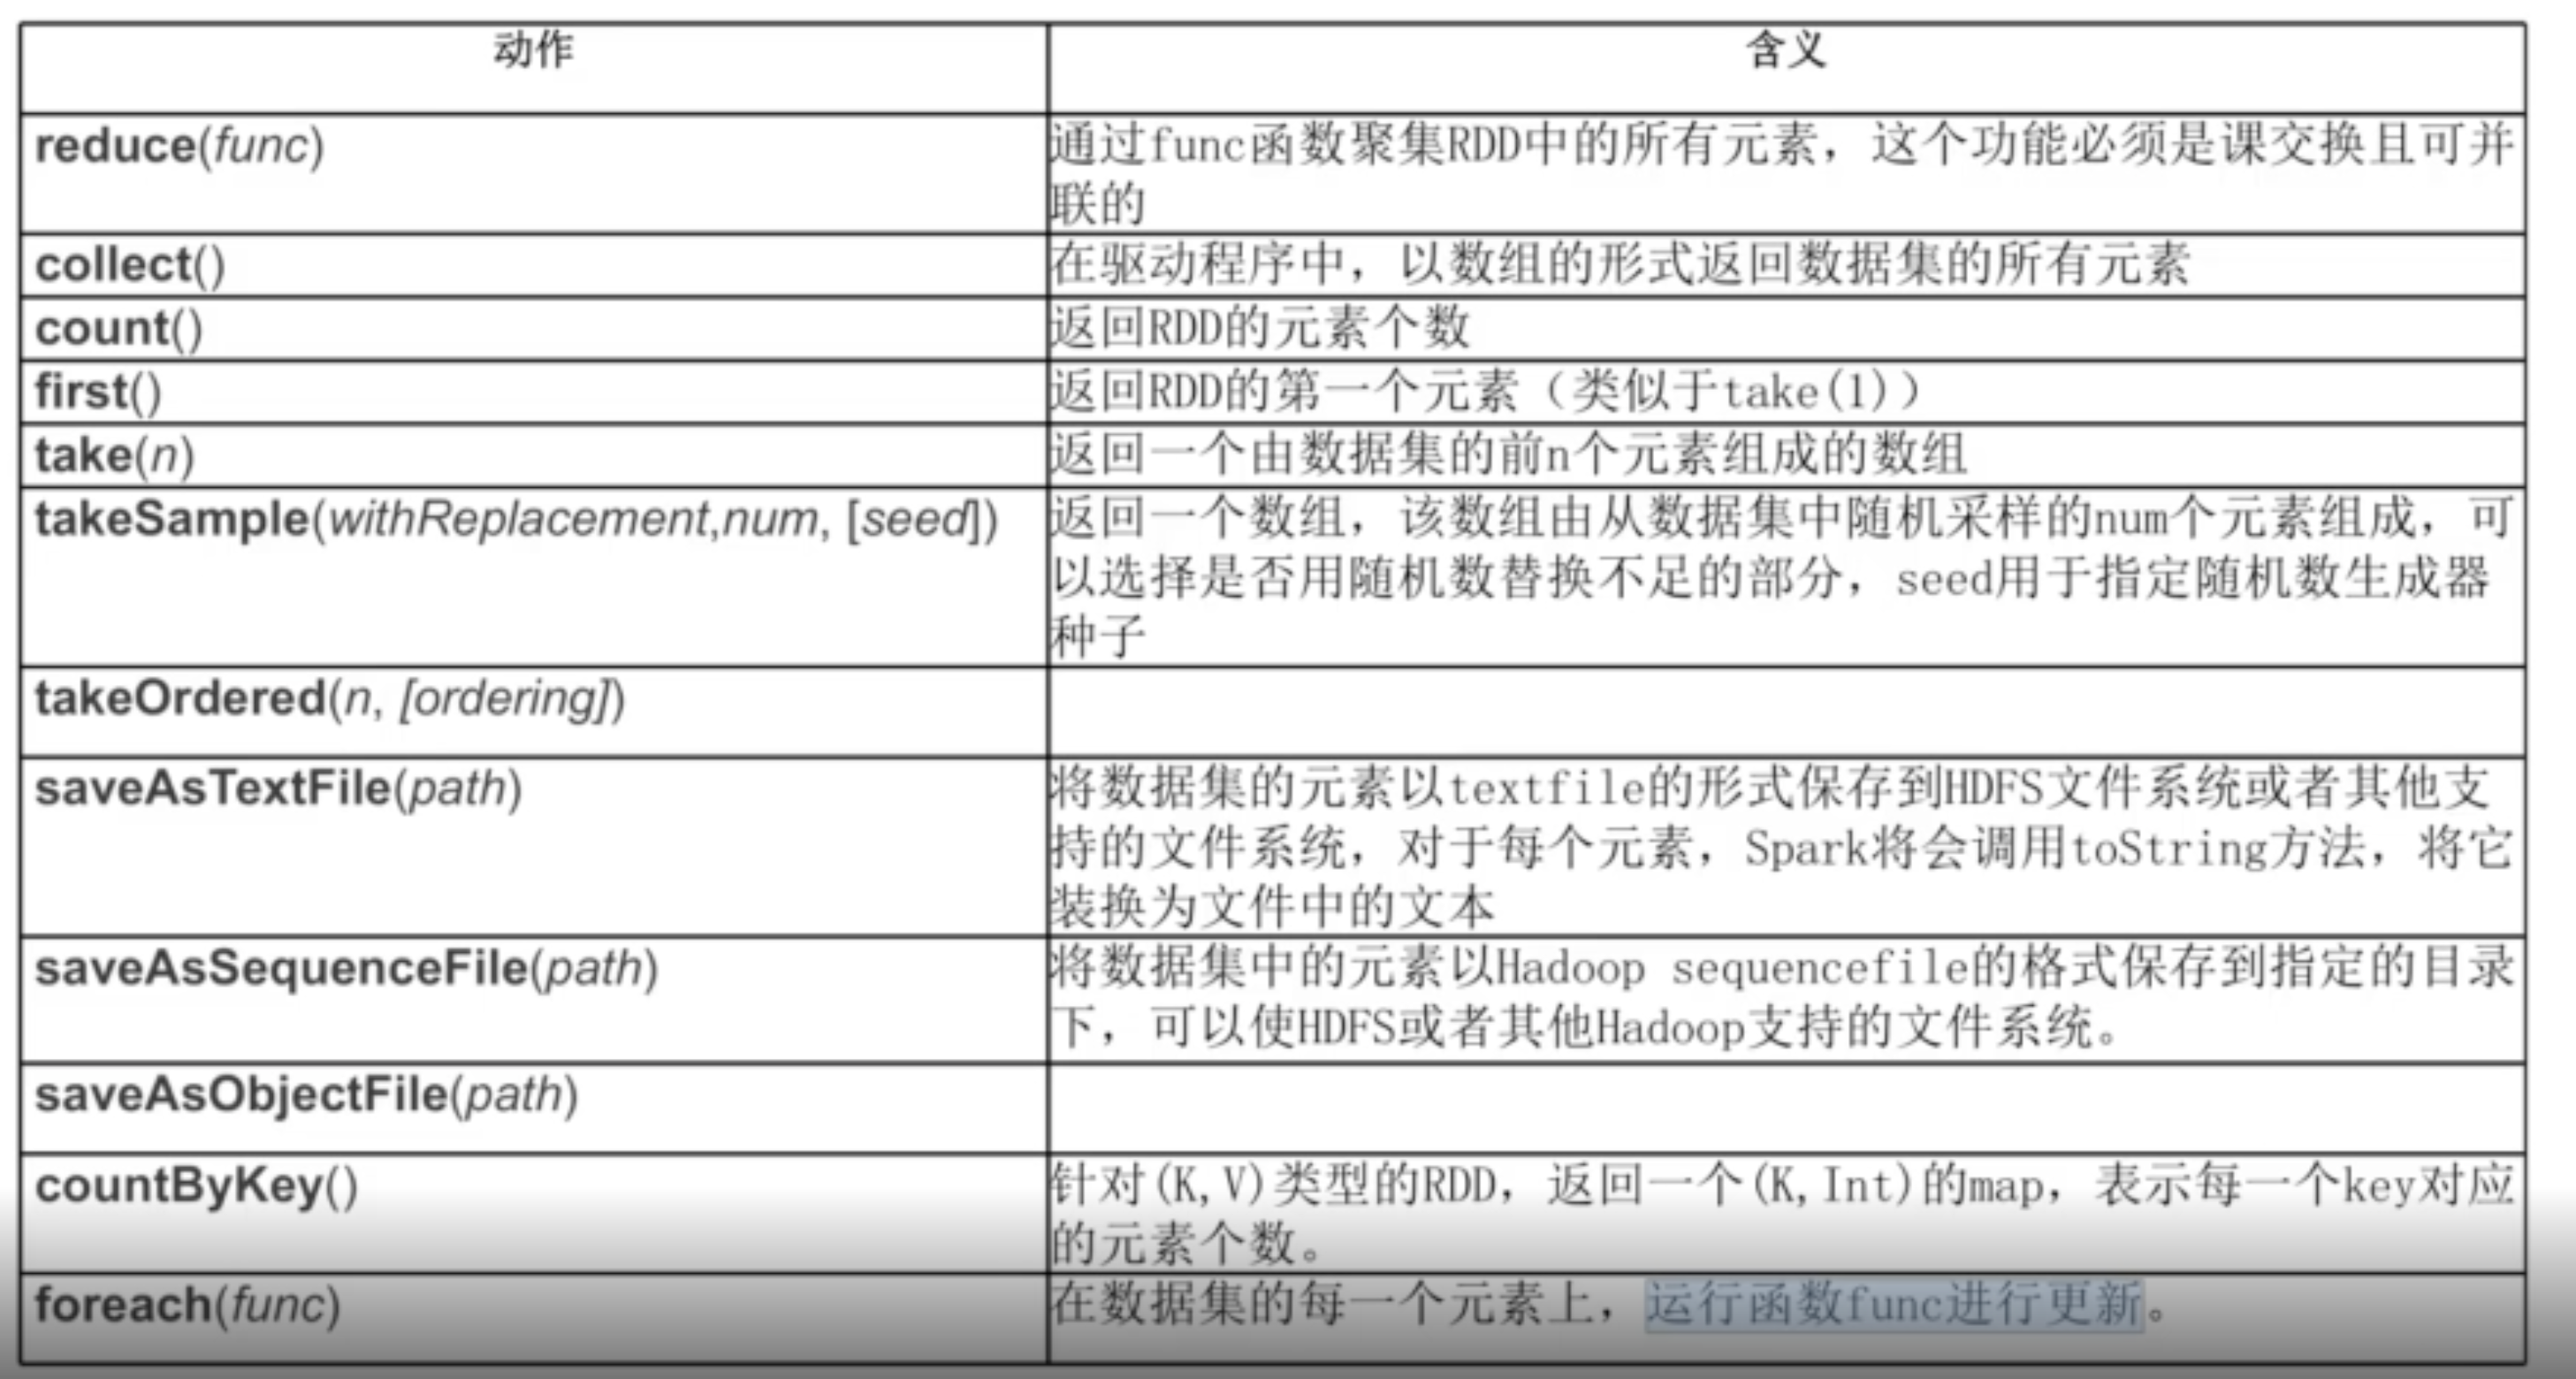 动作
含义
reduce(func)
通过func函数聚集RDD中的所有元素，这个功能必须是课交换且可并
联的
collect()
在驱动程序中，以数组的形式返回数据集的所有元素
count()
返回RDD的元素个数
first()
返回RDD的第一个元素（类似于take(1)）
take(n)
返回一个由数据集的前n个元素组成的数组
takeSample(withReplacement,num, [seed])
返回一个数组，该数组由从数据集中随机采样的num个元素组成，可
以选择是否用随机数替换不足的部分，seed用于指定随机数生成器
种子
takeOrdered(n, [ordering])
saveAsTextFile(path)
将数据集的元素以textfile的形式保存到HDFS文件系统或者其他支
持的文件系统，对于每个元素，Spark将会调用toString方法，将它
装换为文件中的文本
saveAsSequenceFile(path)
将数据集中的元素以Hadoop sequencefile的格式保存到指定的目录
下，可以使HDFS或者其他Hadoop支持的文件系统。
saveAsObjectFile(path)
countByKey()
针对(K,V)类型的RDD，返回一个(K,Int)的map，表示每一个key对应
的元素个数。
foreach(func)
在数据集的每一个元素上，运行函数func进行更新。